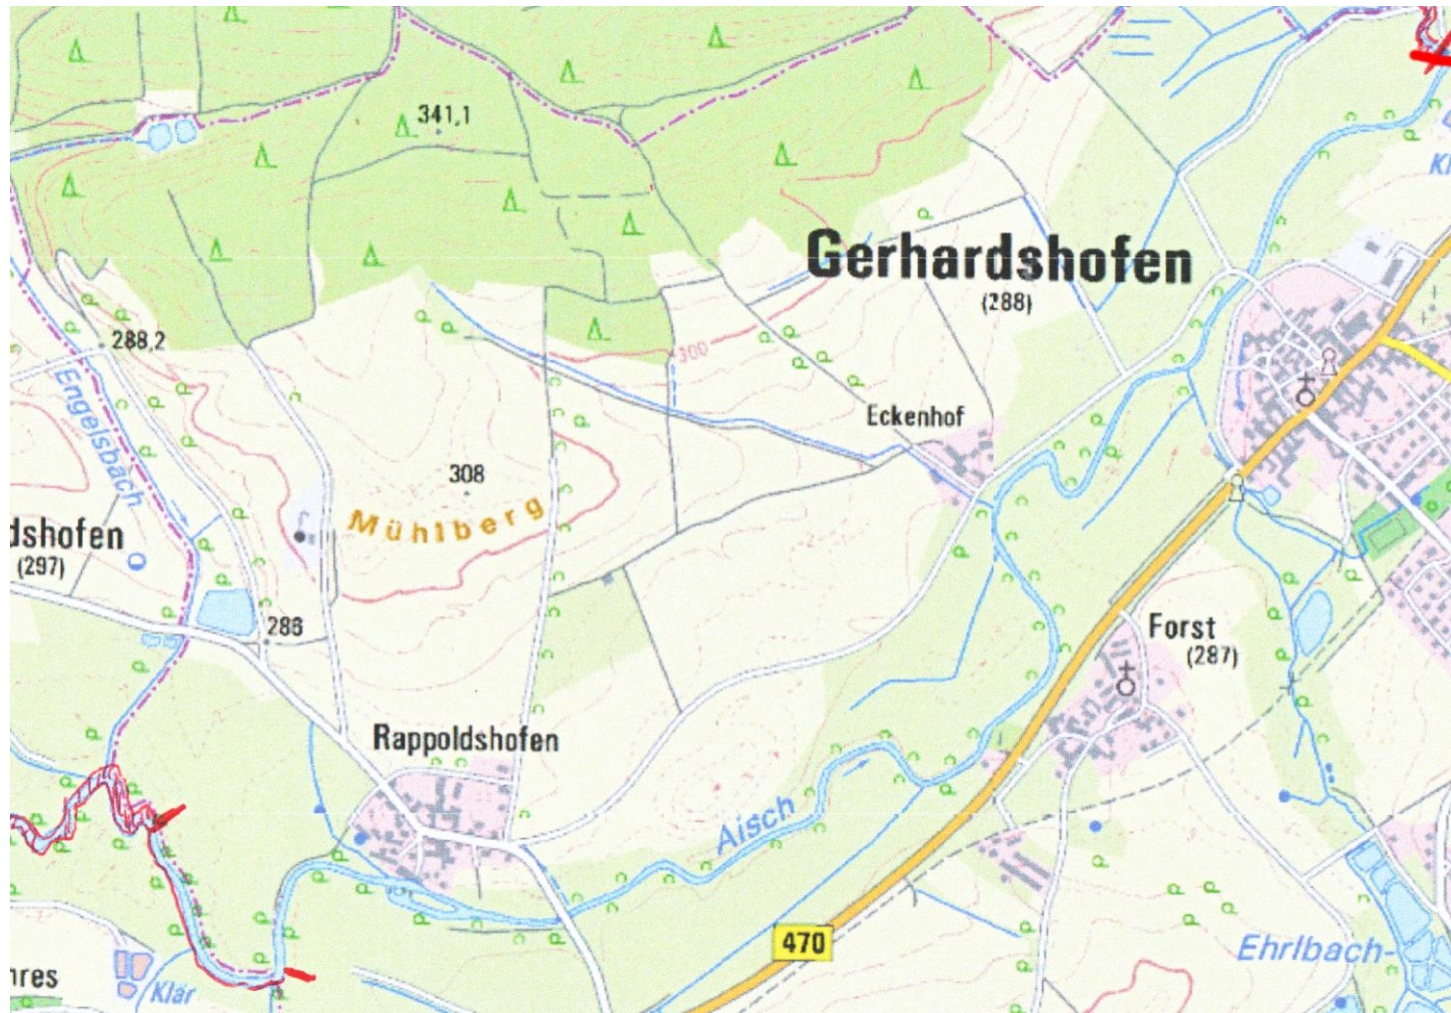 341,1
Gerhardshofen
(288)
288,2
300
Engelsbach
Eckenhof
308
Mühlberg
dshofen
(297)
286
Forst
(287)
Rappoldshofen
Aisch
470
Ehrlbach-
Klär